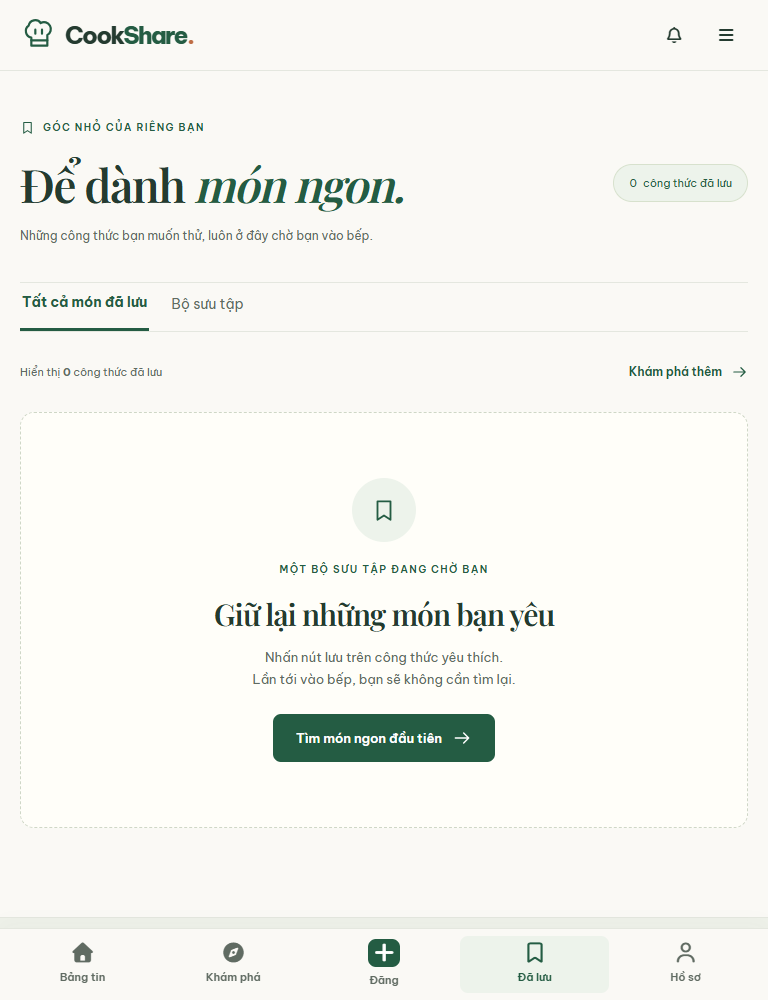 CookShare.
GÓC NHỎ CỦA RIÊNG BẠN
Để dành món ngon.
0 công thức đã lưu
Những công thức bạn muốn thử, luôn ở đây chờ bạn vào bếp.
Tất cả món đã lưu
Bộ sưu tập
Hiển thị 0 công thức đã lưu
Khám phá thêm
MỘT BỘ SƯU TẬP ĐANG CHỜ BẠN
Giữ lại những món bạn yêu
Nhấn nút lưu trên công thức yêu thích.
Lần tới vào bếp, bạn sẽ không cần tìm lại.
Tìm món ngon đầu tiên
Bảng tin
Khám phá
Đăng
Đã lưu
Hồ sơ